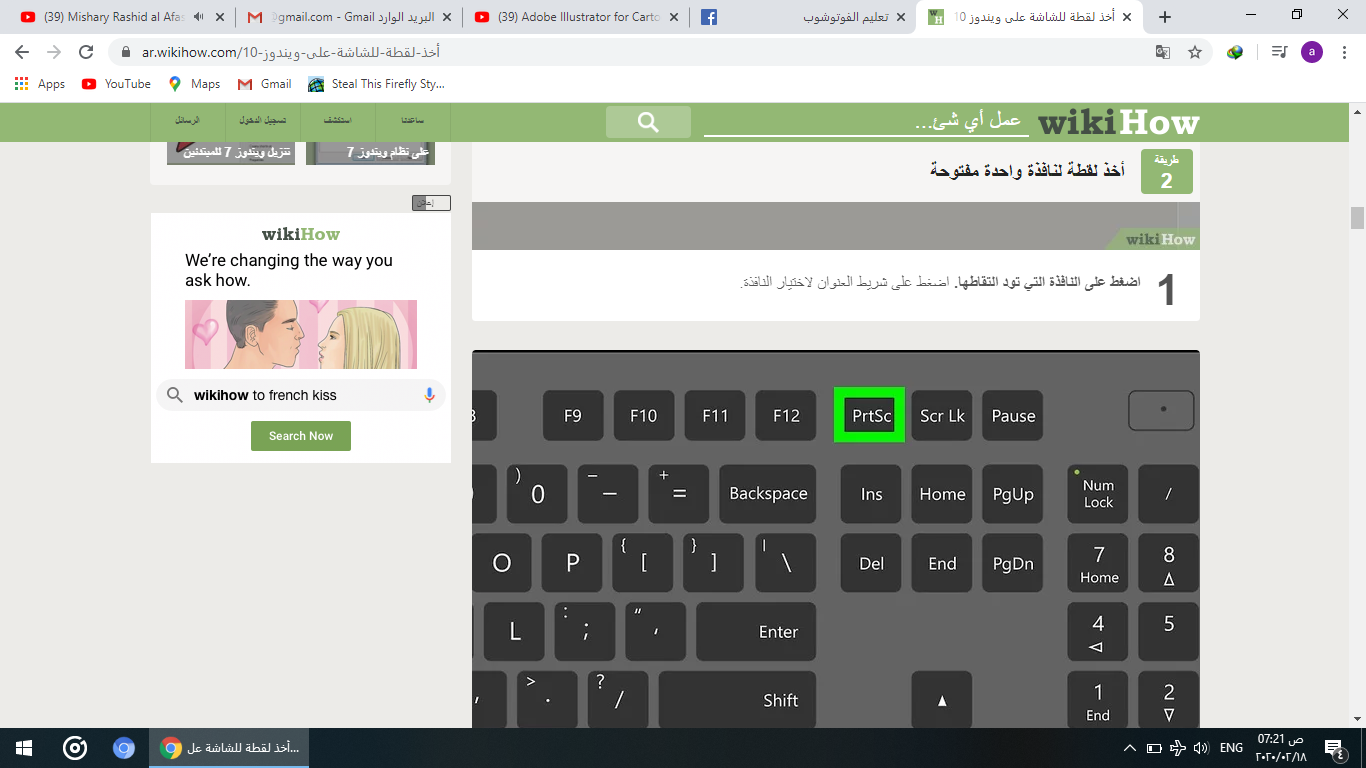 (39) Mishary Rashid al Afas
البريد الوارد - @gmail.com - Gmail
(39) Adobe Illustrator for Carto
تعليم الفوتوشوب
أخذ لقطة للشاشة على ويندوز 10
ar.wikihow.com/أخذ-لقطة-للشاشة-على-ويندوز-10
a
Apps
YouTube
Maps
Gmail
Steal This Firefly Sty...
wikiHow
عمل أي شئ...
ساعدتنا
استكشف
تسجيل الدخول
الرسائل
على نظام ويندوز 7
تنزيل ويندوز 7 للمبتدئين
طريقة
2
أخذ لقطة لنافذة واحدة مفتوحة
wikiHow
1
اضغط على النافذة التي تود التقاطها. اضغط على شريط العنوان لاختيار النافذة.
إعلان
wikiHow
We're changing the way you
ask how.
wikihow to french kiss
Search Now
F9 F10 F11 F12 PrtSc Scr Lk Pause
) 0 _ – + = Backspace Ins Home PgUp Num Lock /
O P { [ } ] | \ Del End PgDn 7 Home 8
L : ; " ' Enter 4 5
> . ? / Shift 1 End 2
أخذ لقطة للشاشة عل...
ENG
07:21 ص
٢٠٢٠/٠٢/١٨
٤